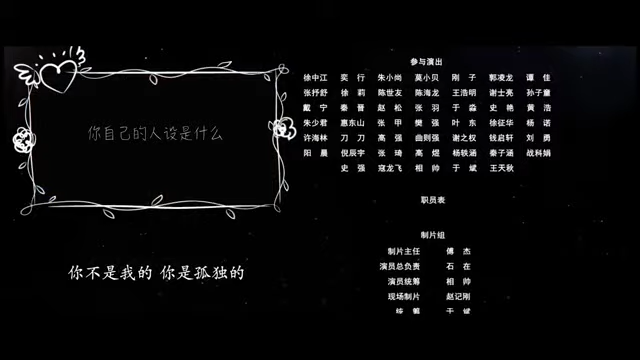 你自己的人设是什么
你不是我的 你是孤独的
参与演出
徐中江 奕行 朱小尚 莫小贝 刚子 郭凌龙 谭佳
张抒舒 徐莉 陈世友 陈海龙 王浩明 谢士亮 孙子童
戴宁 秦晋 赵松 张羽 于淼 史艳 黄浩
朱少君 惠东山 张甲 樊强 叶东 徐征华 杨诺
许海林 刀刀 高强 曲则强 谢之权 钱启轩 刘勇
阳晨 倪辰宇 张琦 高煜 杨轶涵 秦子涵 战科娟
史强 寇龙飞 相帅 于斌 王天秋
职员表
制片组
制片主任 傅杰
演员总负责 石在
演员统筹 相帅
现场制片 赵记刚
统筹 于斌